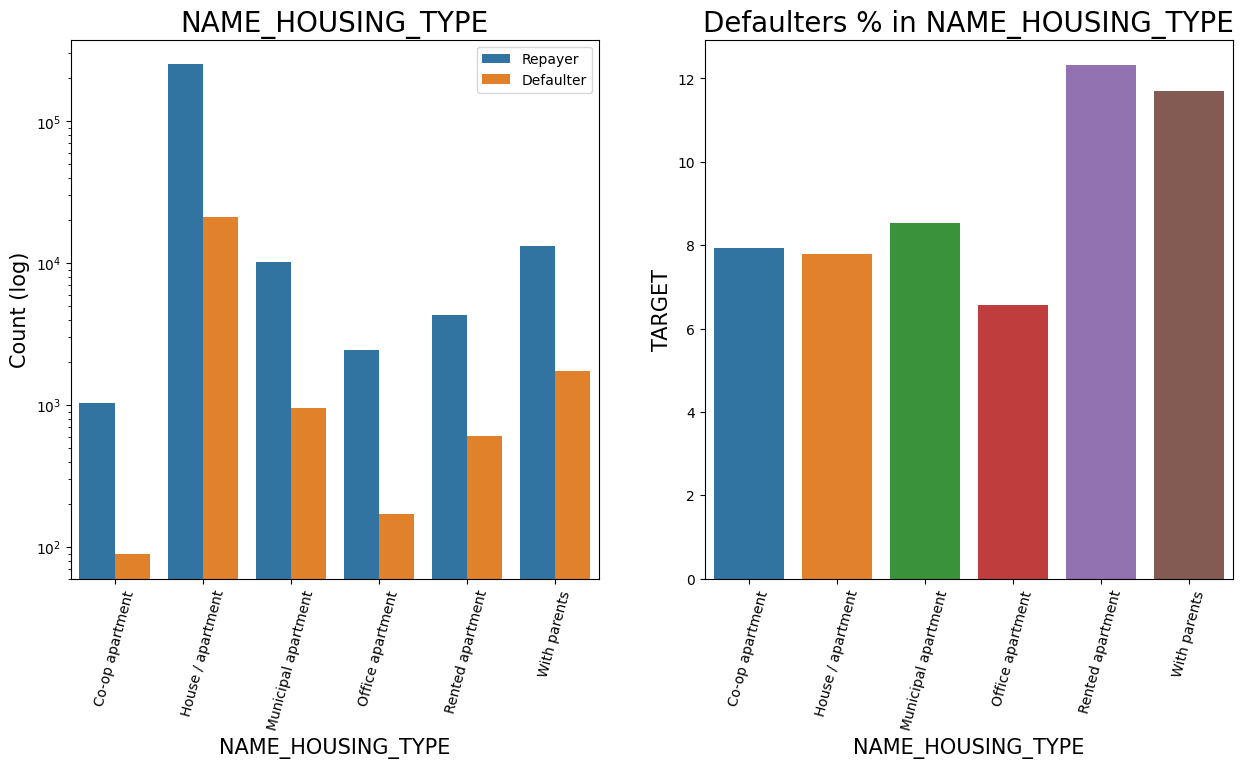 NAME_HOUSING_TYPE
Repayer
Defaulter
10^5
10^4
10^3
10^2
Count (log)
Co-op apartment
House / apartment
Municipal apartment
Office apartment
Rented apartment
With parents
NAME_HOUSING_TYPE
Defaulters % in NAME_HOUSING_TYPE
12
10
8
6
4
2
0
TARGET
Co-op apartment
House / apartment
Municipal apartment
Office apartment
Rented apartment
With parents
NAME_HOUSING_TYPE